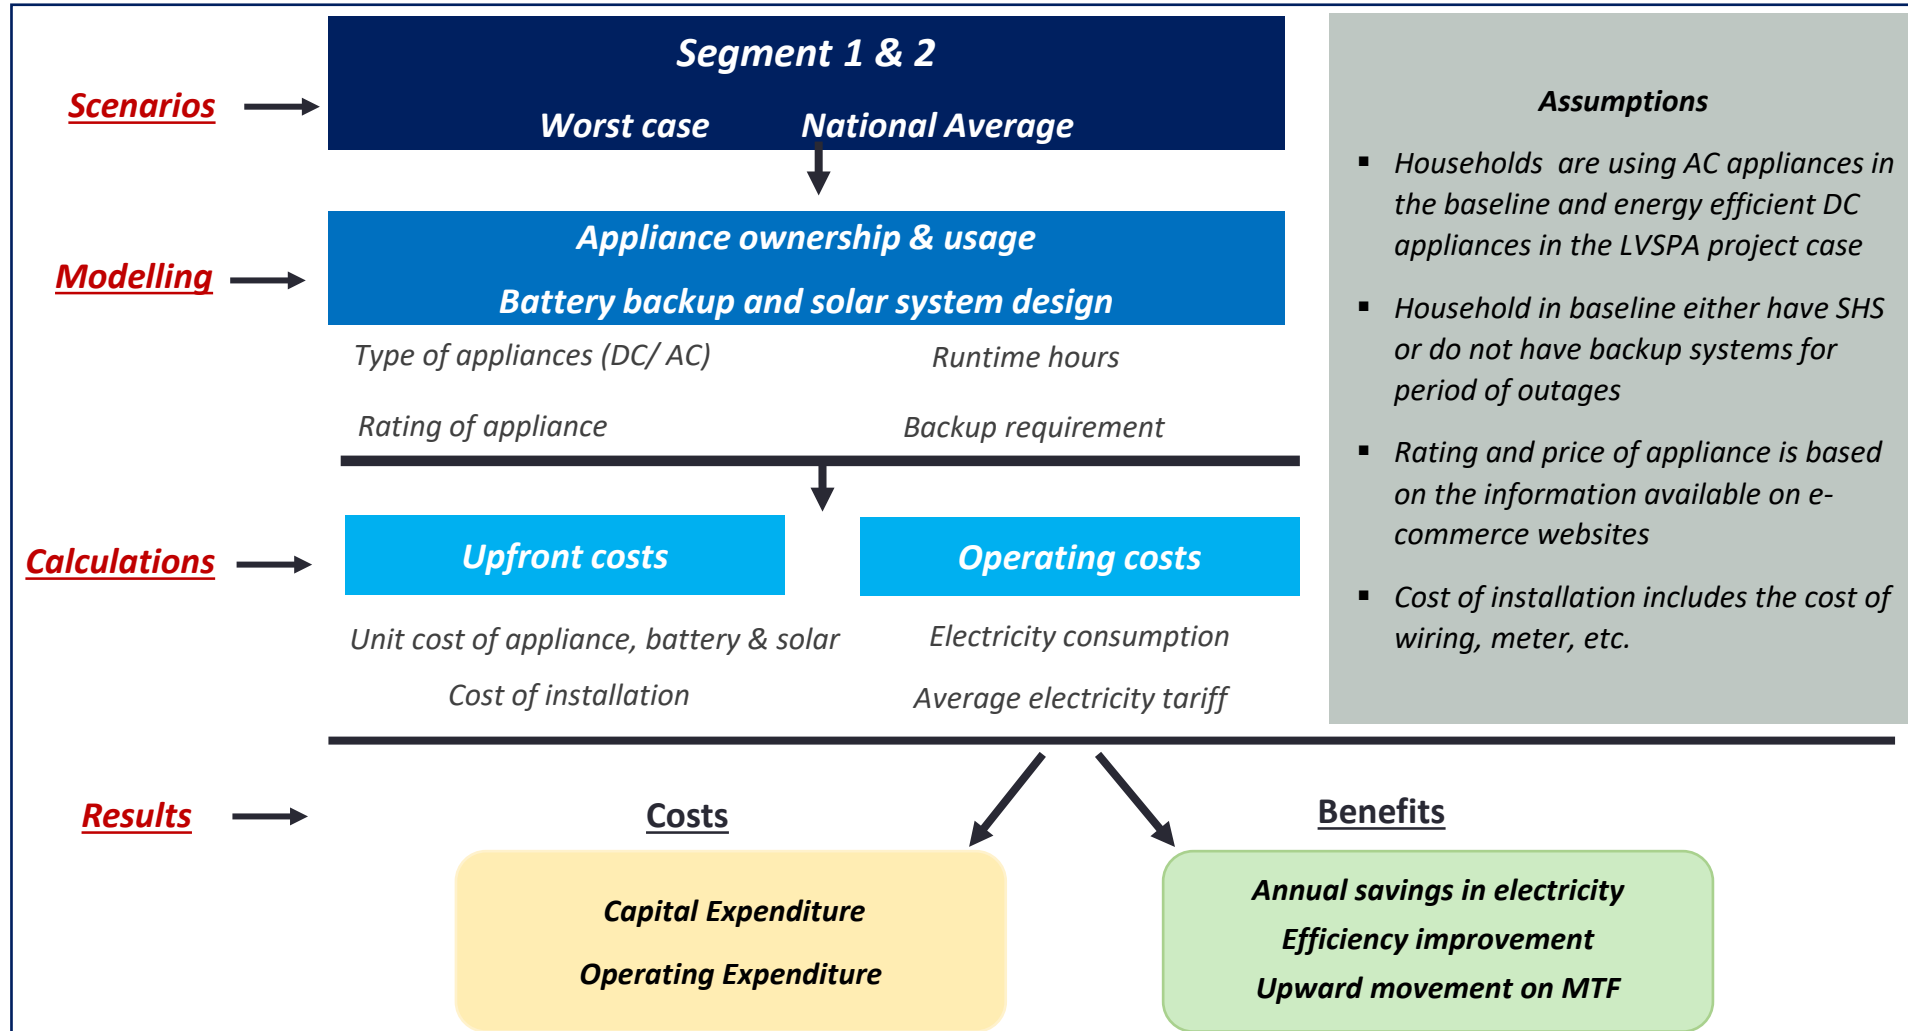 Segment 1 & 2
Scenarios
Worst case National Average
Modelling
Appliance ownership & usage
Battery backup and solar system design
Type of appliances (DC/ AC) Runtime hours
Rating of appliance Backup requirement
Calculations
Upfront costs
Operating costs
Unit cost of appliance, battery & solar
Electricity consumption
Cost of installation
Average electricity tariff
Assumptions
▪ Households are using AC appliances in
the baseline and energy efficient DC
appliances in the LVSPA project case
▪ Household in baseline either have SHS
or do not have backup systems for
period of outages
▪ Rating and price of appliance is based
on the information available on e-
commerce websites
▪ Cost of installation includes the cost of
wiring, meter, etc.
Results
Costs
Capital Expenditure
Operating Expenditure
Benefits
Annual savings in electricity
Efficiency improvement
Upward movement on MTF